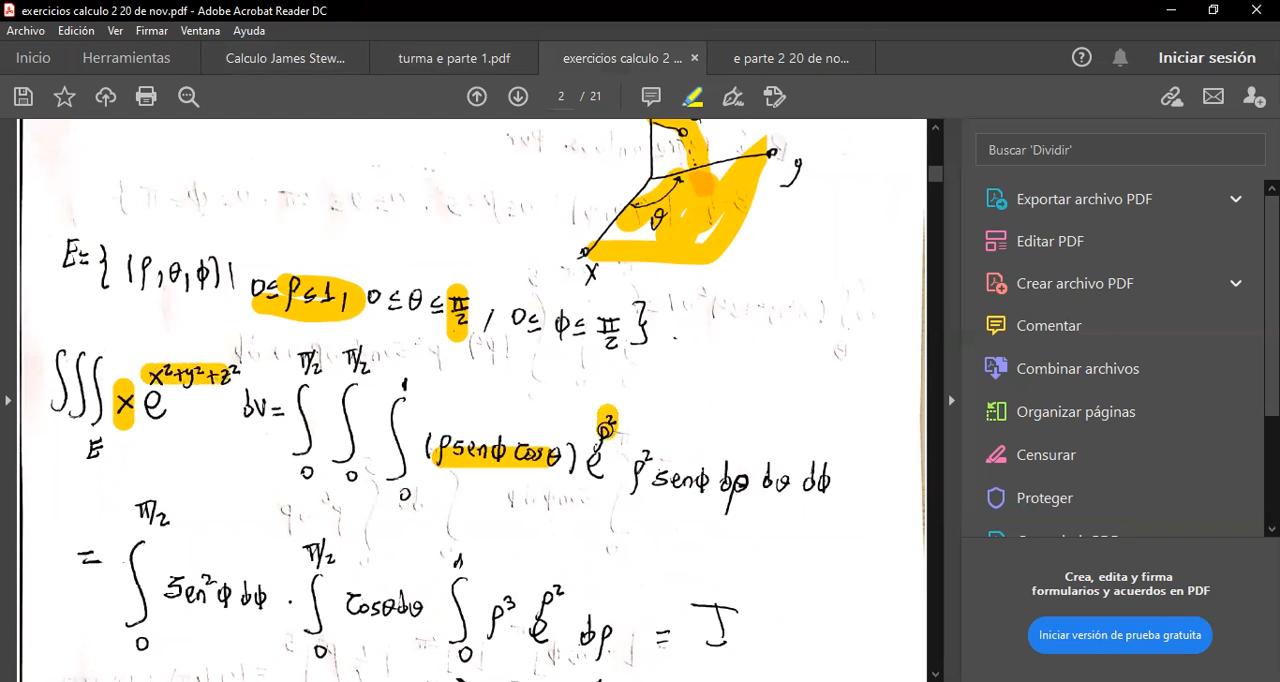 exercicios calculo 2 20 de nov.pdf - Adobe Acrobat Reader DC
Archivo Edición Ver Firmar Ventana Ayuda
Inicio Herramientas Calculo James Stew... turma e parte 1.pdf exercicios calculo 2 ... × e parte 2 20 de no... Iniciar sesión
2 / 21
Buscar 'Dividir'
Exportar archivo PDF
Editar PDF
Crear archivo PDF
Comentar
Combinar archivos
Organizar páginas
Censurar
Proteger
Crea, edita y firma
formularios y acuerdos en PDF
Iniciar versión de prueba gratuita
y
θ
x
E = { (ρ, θ, φ) | 0 ≤ ρ ≤ 1, 0 ≤ θ ≤ π/2, 0 ≤ φ ≤ π/2 }.
∭_E x e^{x²+y²+z²} dV = ∫_0^{π/2} ∫_0^{π/2} ∫_0^1 (ρ sen φ cos θ) e^{ρ²} ρ² sen φ dρ dθ dφ
= ∫_0^{π/2} sen² φ dφ . ∫_0^{π/2} cos θ dθ ∫_0^1 ρ³ e^{ρ²} dρ = I